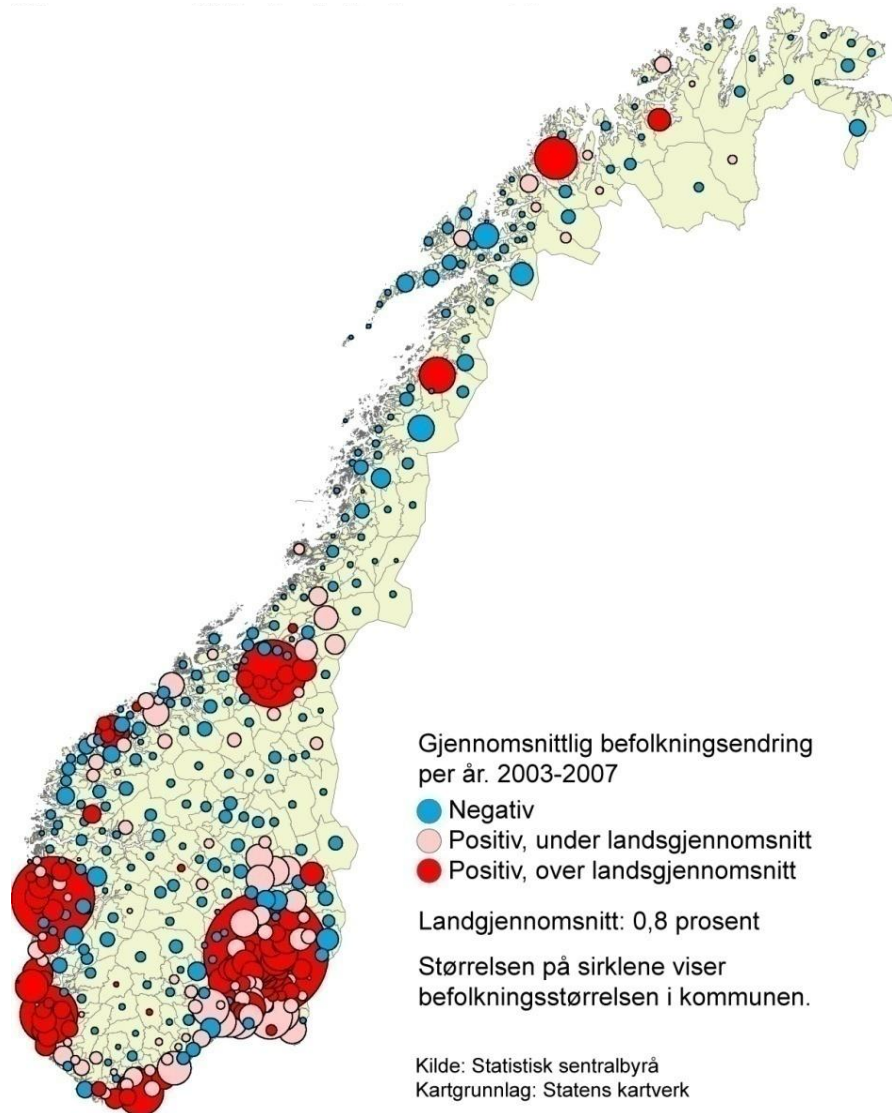 Gjennomsnittlig befolkningsendring
per år. 2003-2007
Negativ
Positiv, under landsgjennomsnitt
Positiv, over landsgjennomsnitt
Landgjennomsnitt: 0,8 prosent
Størrelsen på sirklene viser
befolkningsstørrelsen i kommunen.
Kilde: Statistisk sentralbyrå
Kartgrunnlag: Statens kartverk